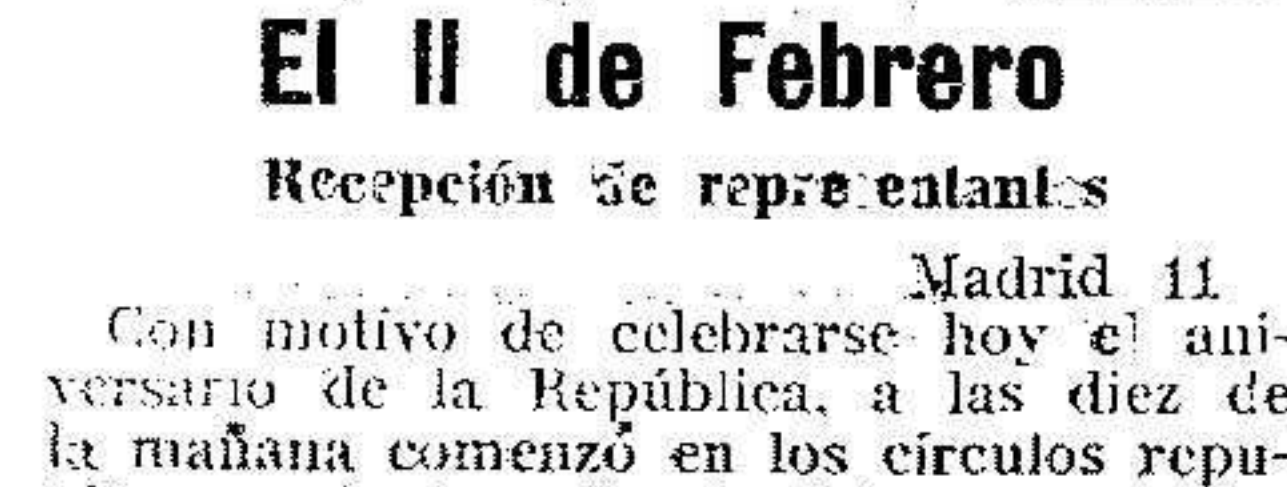 El 11 de Febrero
Recepción de representantes
Madrid 11
Con motivo de celebrarse hoy el ani-
versario de la República, a las diez de
la mañana comenzó en los círculos repu-